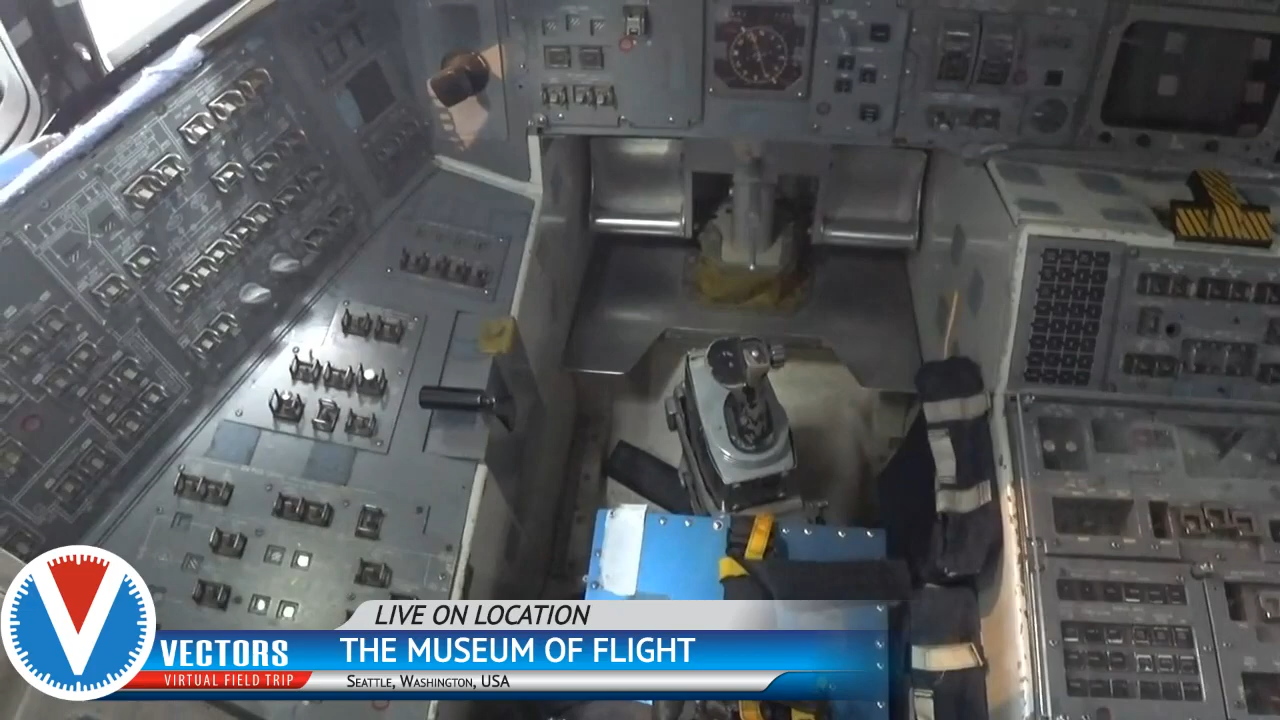 LIVE ON LOCATION
THE MUSEUM OF FLIGHT
VECTORS
VIRTUAL FIELD TRIP
SEATTLE, WASHINGTON, USA